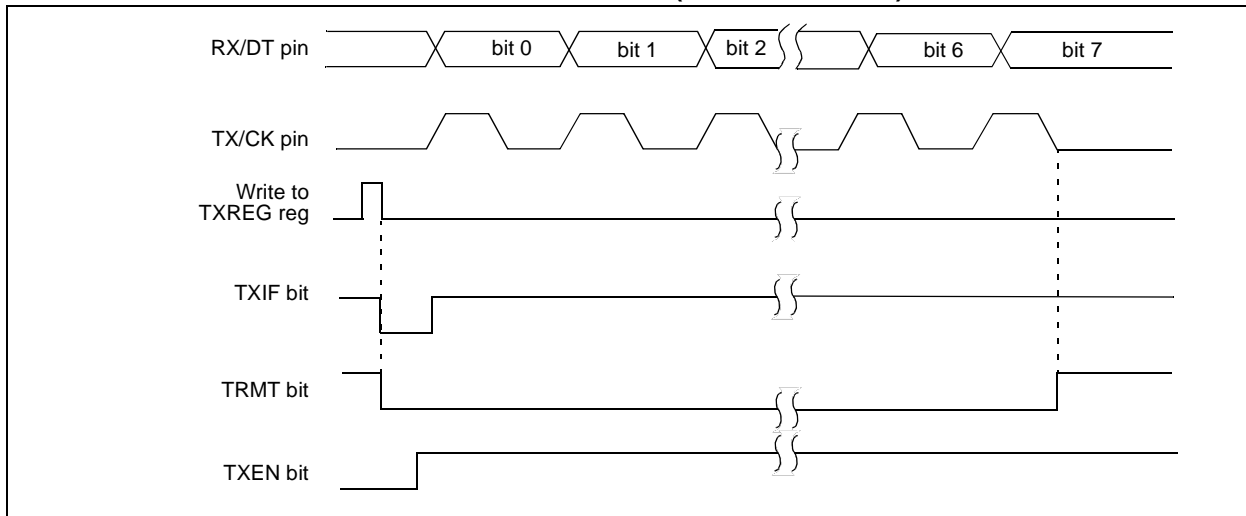 RX/DT pin
bit 0
bit 1
bit 2
bit 6
bit 7
TX/CK pin
Write to
TXREG reg
TXIF bit
TRMT bit
TXEN bit